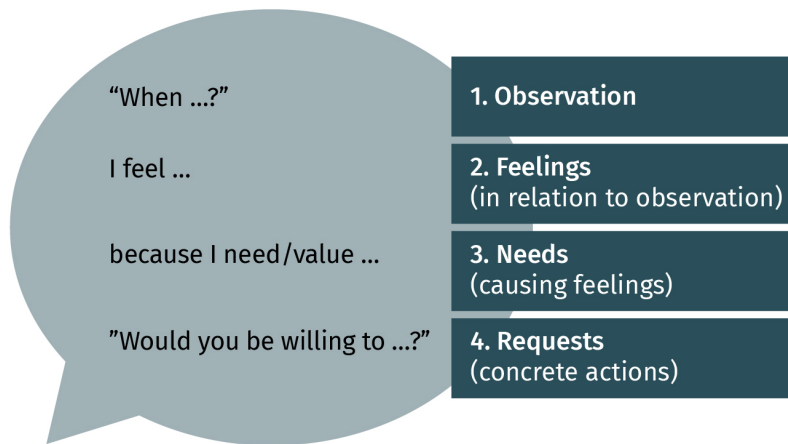 “When ...?”
1. Observation
I feel ...
2. Feelings
(in relation to observation)
because I need/value ...
3. Needs
(causing feelings)
”Would you be willing to ...?”
4. Requests
(concrete actions)